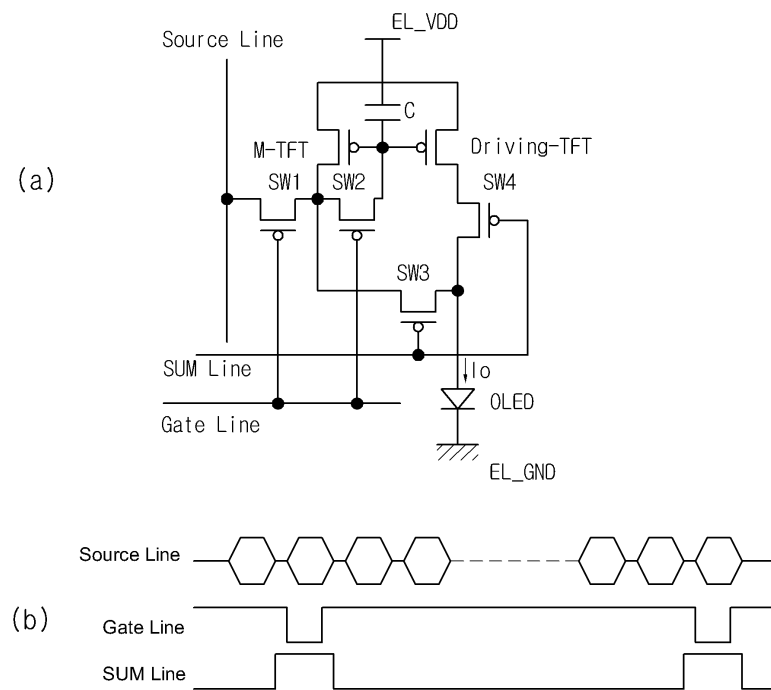 EL_VDD
Source Line
C
M-TFT
Driving-TFT
(a)
SW1
SW2
SW4
SW3
SUM Line
Io
Gate Line
OLED
EL_GND
Source Line
(b)
Gate Line
SUM Line